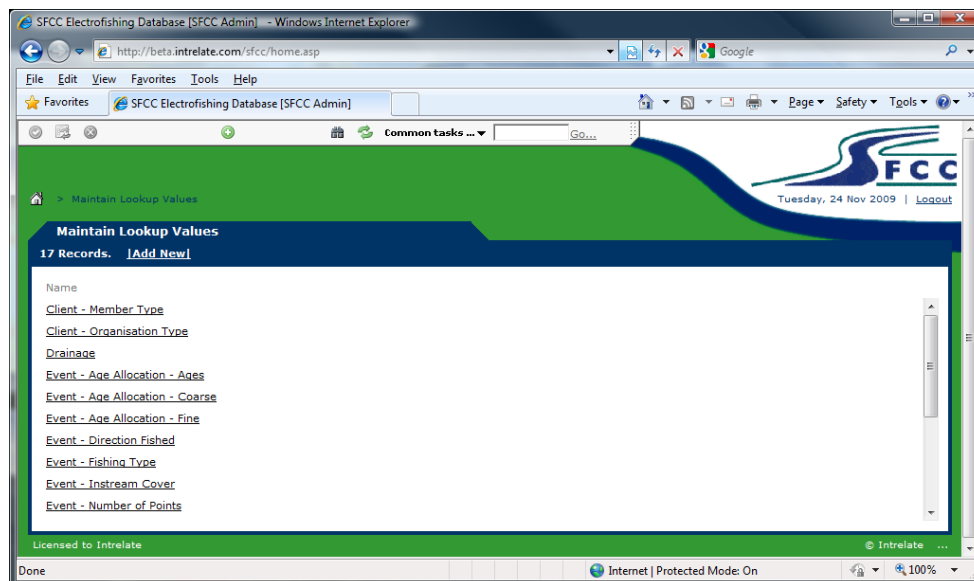 SFCC Electrofishing Database [SFCC Admin] - Windows Internet Explorer
http://beta.intrelate.com/sfcc/home.asp
Google
File Edit View Favorites Tools Help
Favorites
SFCC Electrofishing Database [SFCC Admin]
Page Safety Tools
Common tasks ...
Go...
SFCC
> Maintain Lookup Values
Tuesday, 24 Nov 2009 | Logout
Maintain Lookup Values
17 Records. [Add New]
Name
Client - Member Type
Client - Organisation Type
Drainage
Event - Age Allocation - Ages
Event - Age Allocation - Coarse
Event - Age Allocation - Fine
Event - Direction Fished
Event - Fishing Type
Event - Instream Cover
Event - Number of Points
Licensed to Intrelate
© Intrelate ...
Done
Internet | Protected Mode: On
100%